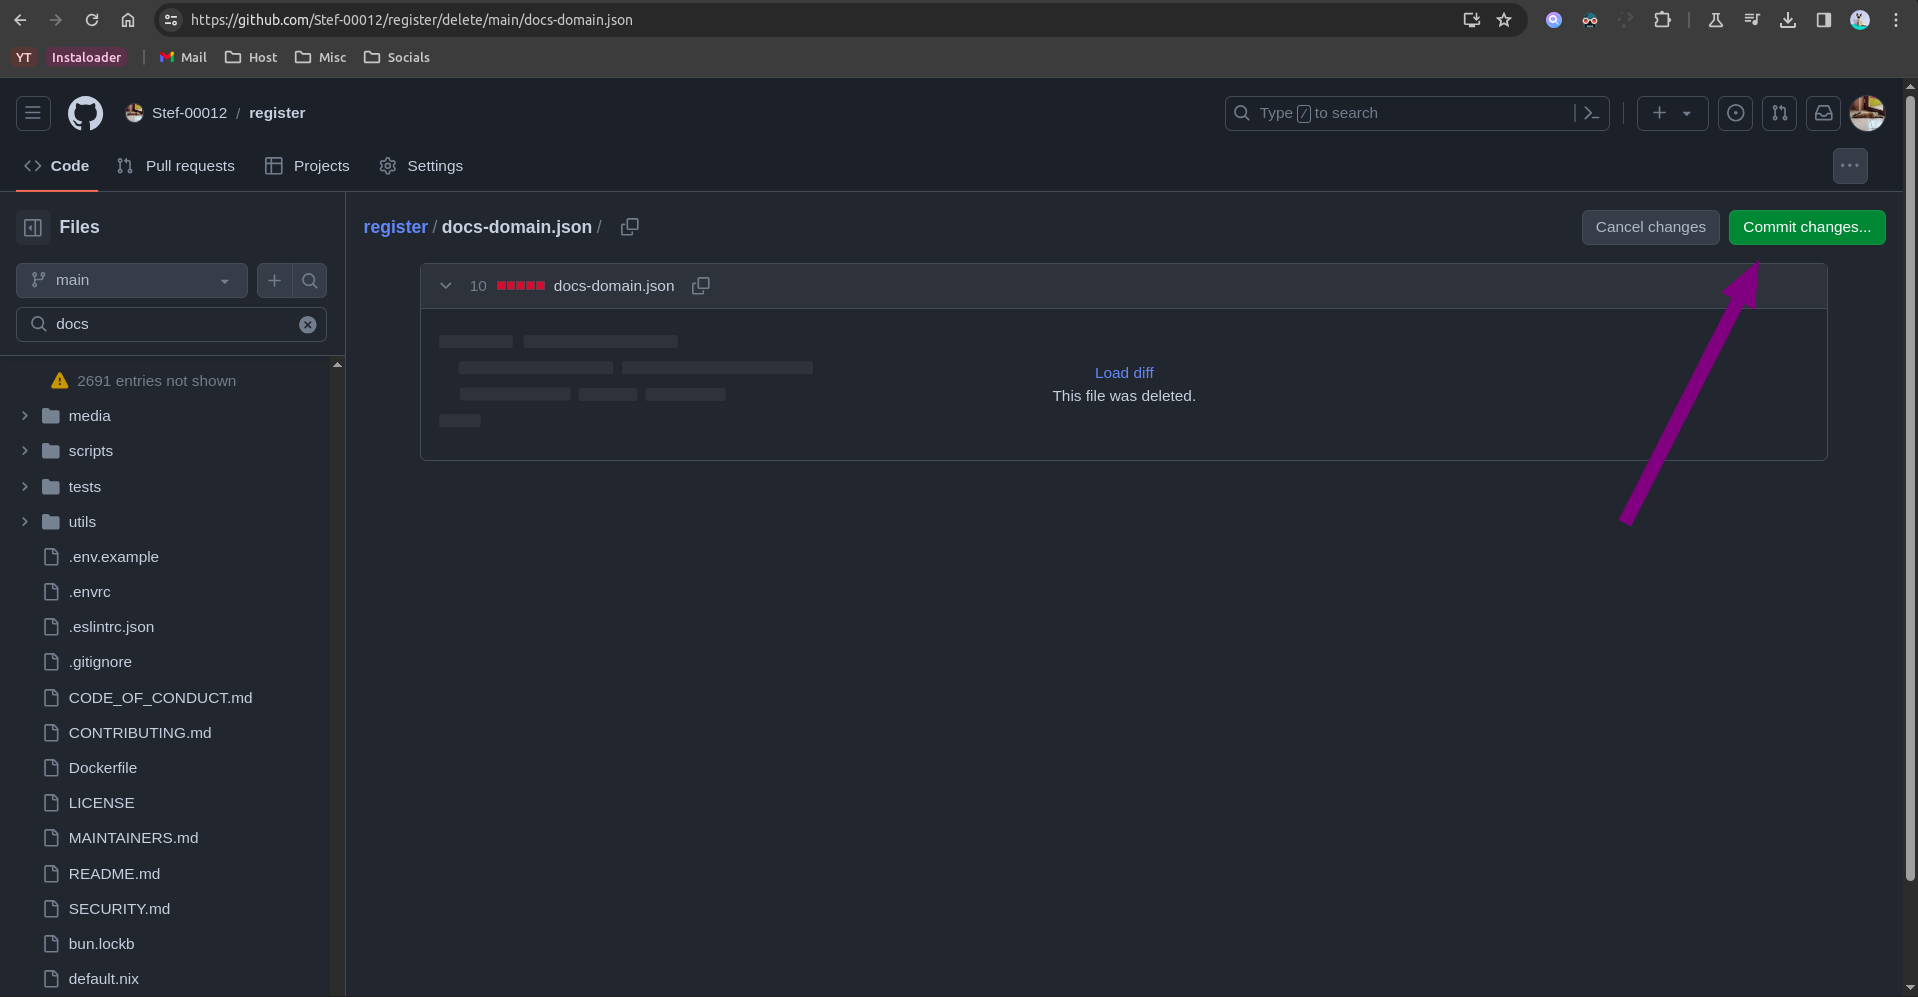 https://github.com/Stef-00012/register/delete/main/docs-domain.json
YT Instaloader Mail Host Misc Socials
Stef-00012 / register
Type / to search
Code Pull requests Projects Settings
Files
register / docs-domain.json /
Cancel changes Commit changes...
main
10 docs-domain.json
docs
Load diff
This file was deleted.
2691 entries not shown
media
scripts
tests
utils
.env.example
.envrc
.eslintrc.json
.gitignore
CODE_OF_CONDUCT.md
CONTRIBUTING.md
Dockerfile
LICENSE
MAINTAINERS.md
README.md
SECURITY.md
bun.lockb
default.nix